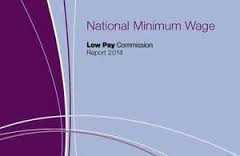 National Minimum Wage
Low Pay Commission
Report 2014